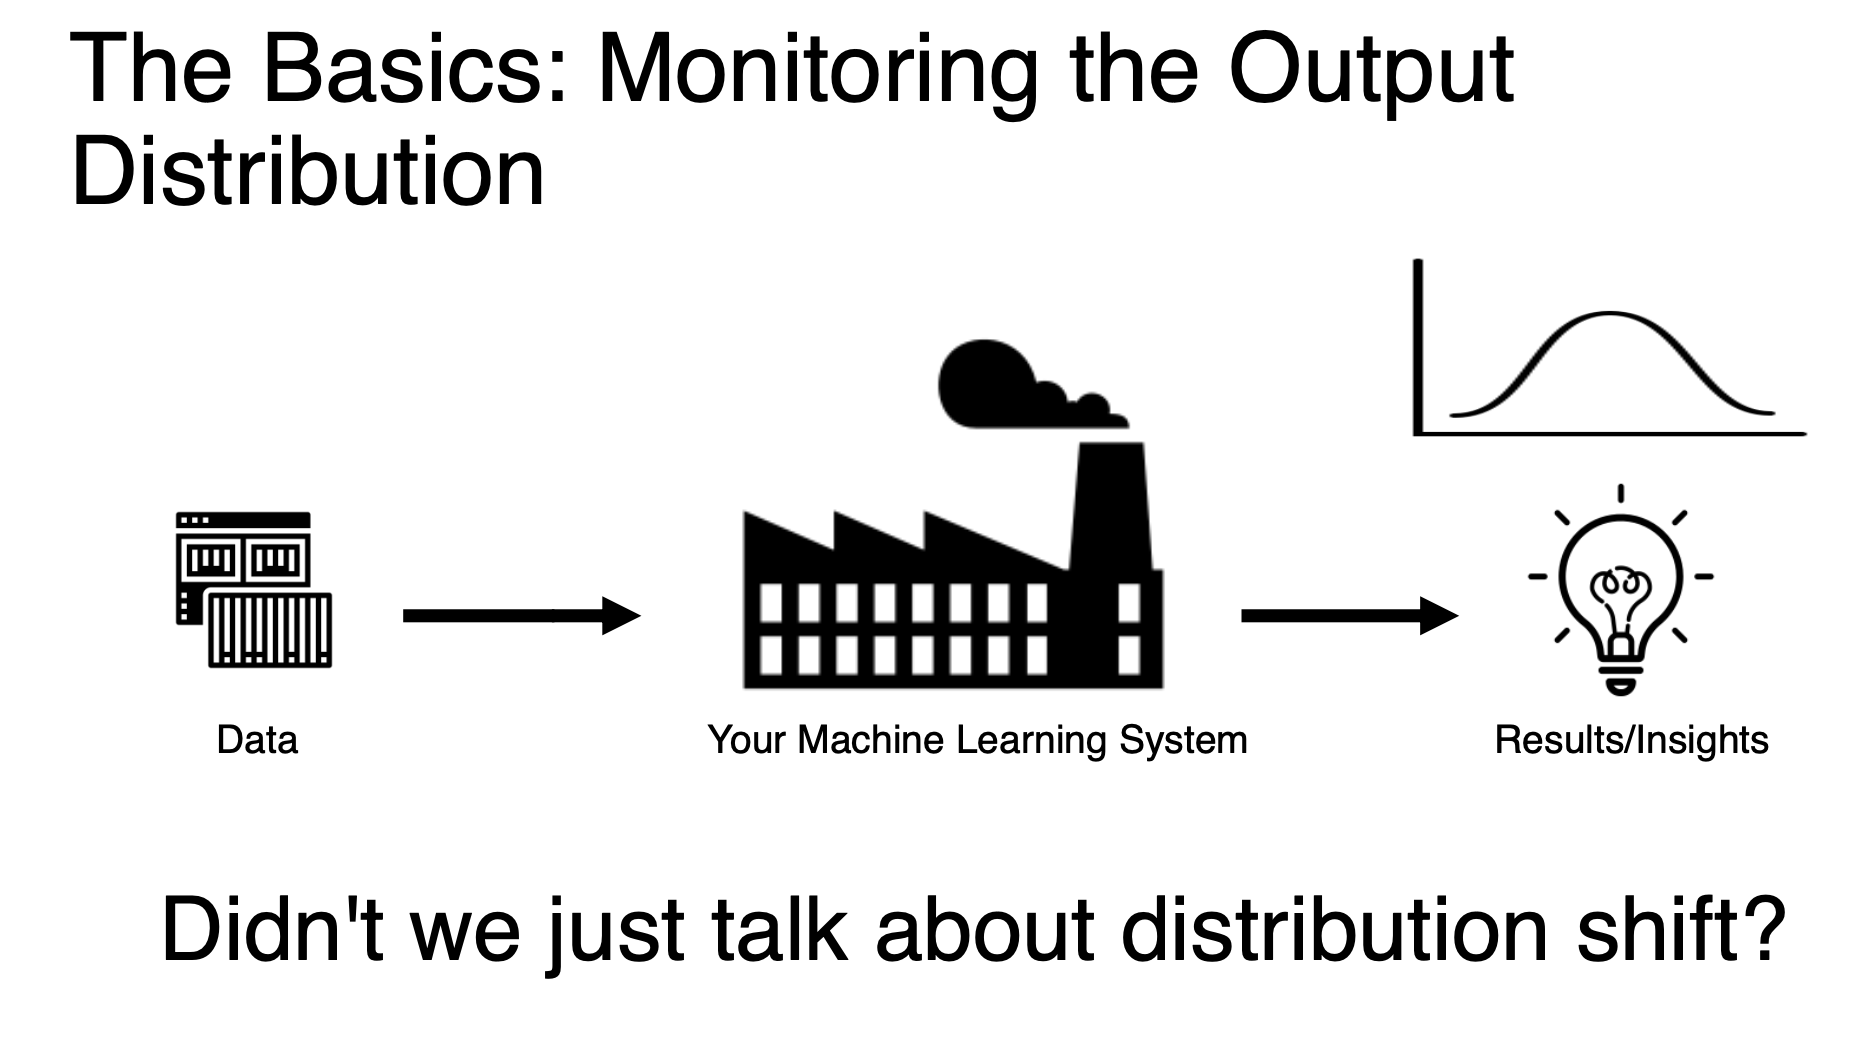 The Basics: Monitoring the Output
Distribution
Data
Your Machine Learning System
Results/Insights
Didn't we just talk about distribution shift?